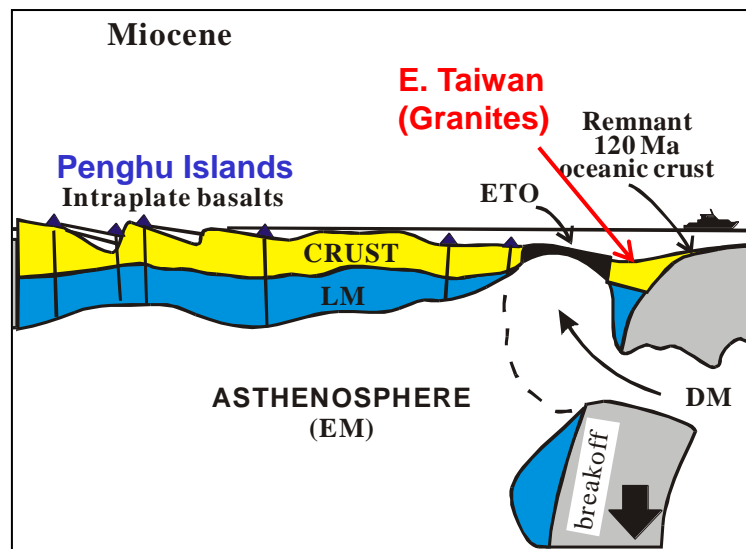 Miocene
E. Taiwan
(Granites)
Remnant
120 Ma
oceanic crust
Penghu Islands
Intraplate basalts
ETO
CRUST
LM
ASTHENOSPHERE
(EM)
DM
breakoff